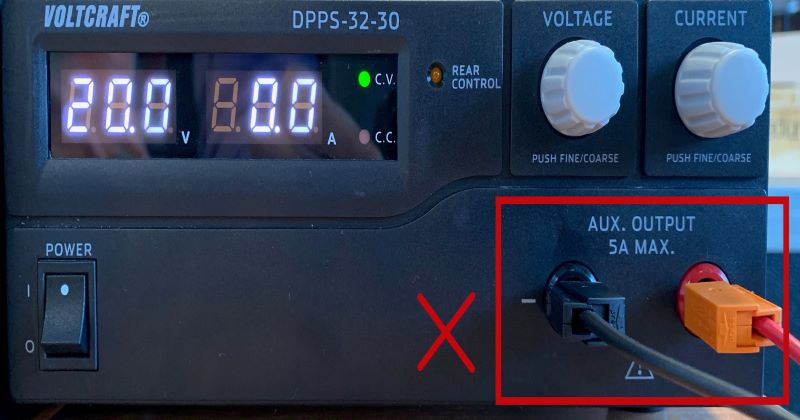 VOLTCRAFT® DPPS-32-30
VOLTAGE
CURRENT
20.0 V
0.0 A
C.V.
C.C.
REAR
CONTROL
PUSH FINE/COARSE
PUSH FINE/COARSE
POWER
I
O
AUX. OUTPUT
5A MAX.
−